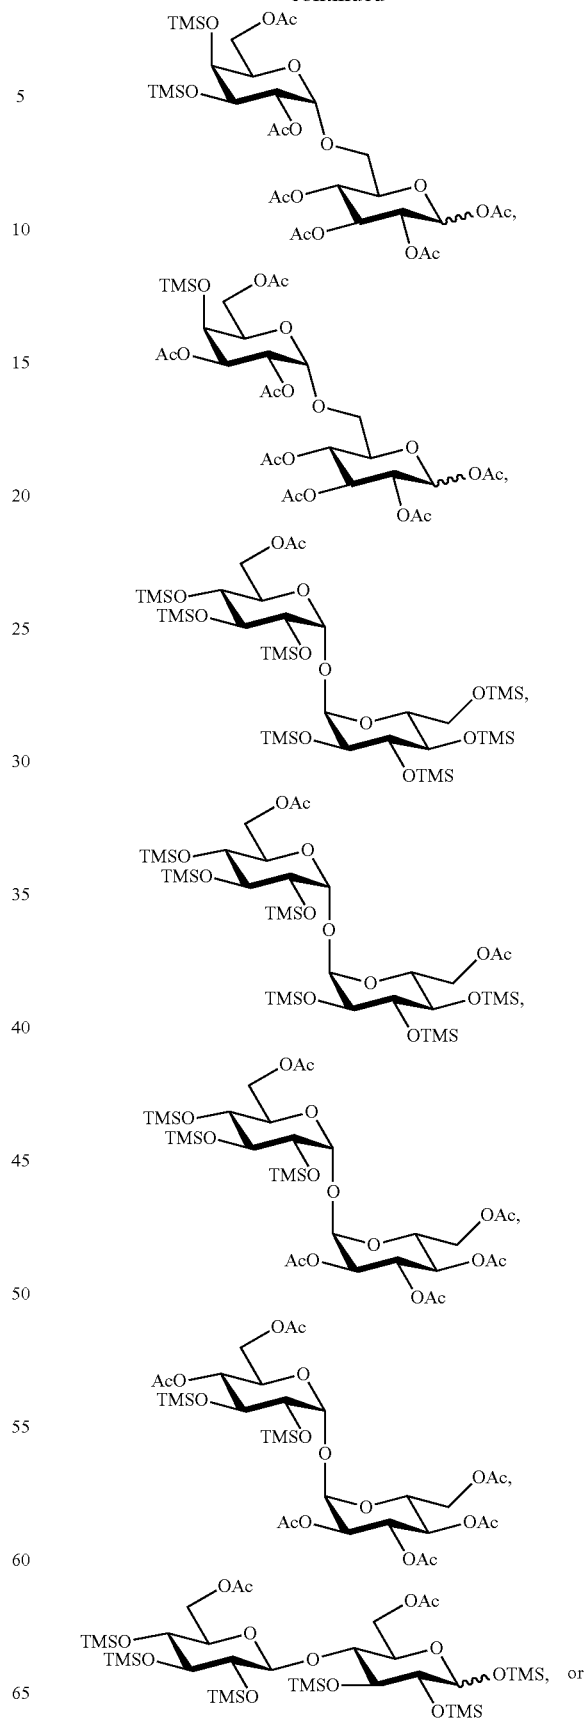 TMSO OAc
O
5 TMSO
AcO
O
AcO O
OAc,
10 AcO
OAc
TMSO OAc
O
15 AcO
AcO
O
AcO O
OAc,
20 AcO
OAc
OAc
TMSO O
25 TMSO
TMSO
O
OTMS,
O
TMSO OTMS
30 OTMS
OAc
TMSO O
35 TMSO
TMSO
O
OAc
O
TMSO OTMS,
40 OTMS
OAc
TMSO O
45 TMSO
TMSO
O
OAc,
O
AcO OAc
50 OAc
OAc
AcO O
55 TMSO
TMSO
O
OAc,
O
AcO OAc
60 OAc
OAc OAc
TMSO O O O
TMSO OTMS, or
65 TMSO TMSO
OTMS